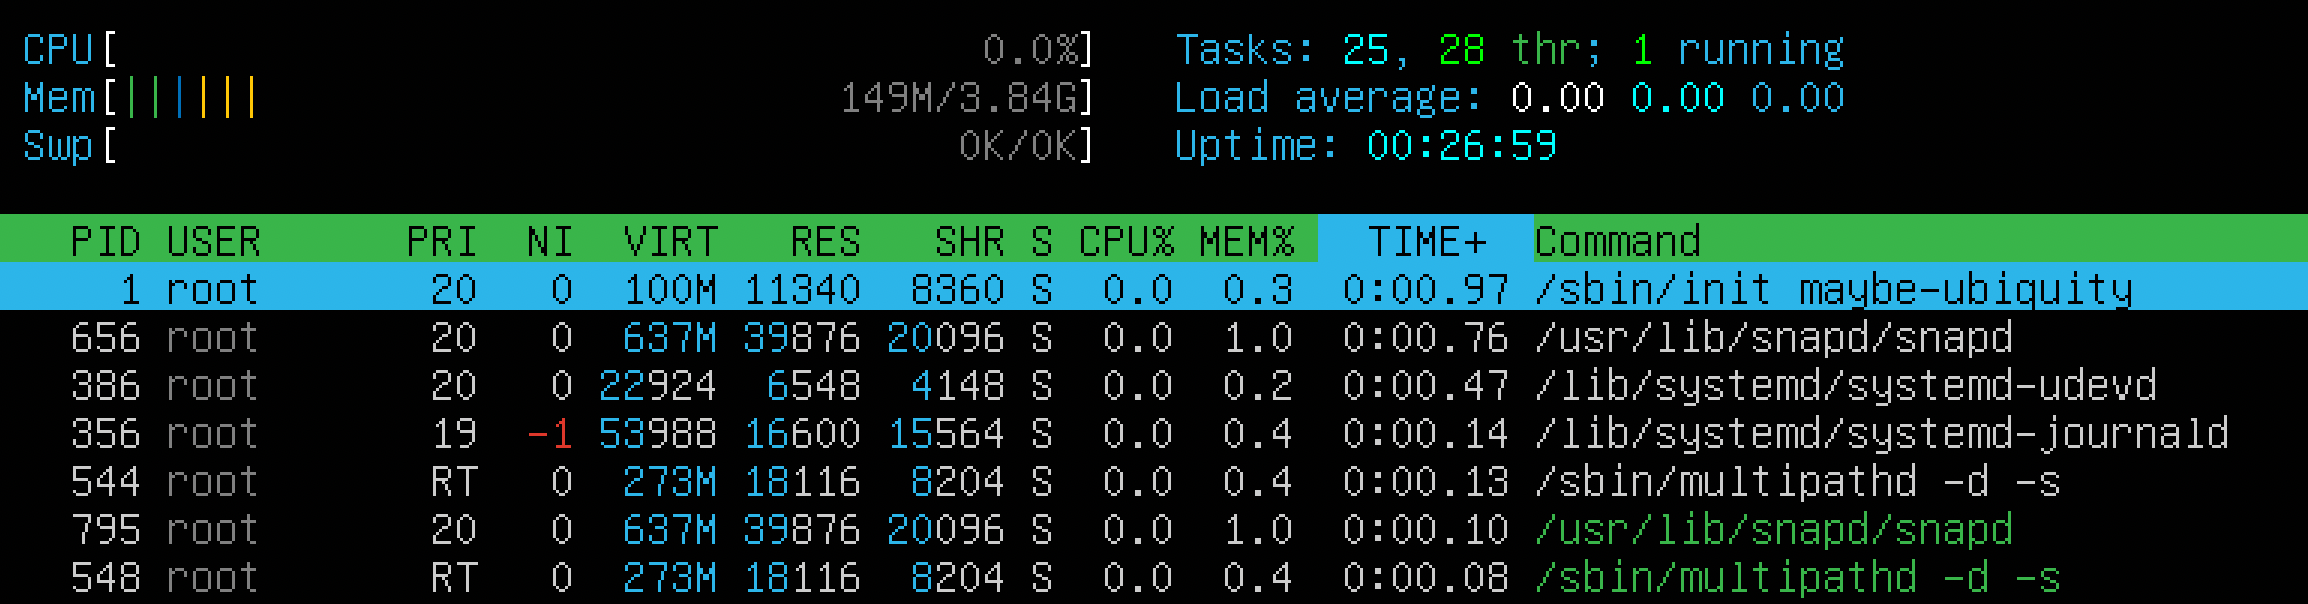 CPU[ 0.0%] Tasks: 25, 28 thr; 1 running
Mem[|||||| 149M/3.84G] Load average: 0.00 0.00 0.00
Swp[ 0K/0K] Uptime: 00:26:59
PID USER PRI NI VIRT RES SHR S CPU% MEM% TIME+ Command
1 root 20 0 100M 11340 8360 S 0.0 0.3 0:00.97 /sbin/init maybe-ubiquity
656 root 20 0 637M 39876 20096 S 0.0 1.0 0:00.76 /usr/lib/snapd/snapd
386 root 20 0 22924 6548 4148 S 0.0 0.2 0:00.47 /lib/systemd/systemd-udevd
356 root 19 -1 53988 16600 15564 S 0.0 0.4 0:00.14 /lib/systemd/systemd-journald
544 root RT 0 273M 18116 8204 S 0.0 0.4 0:00.13 /sbin/multipathd -d -s
795 root 20 0 637M 39876 20096 S 0.0 1.0 0:00.10 /usr/lib/snapd/snapd
548 root RT 0 273M 18116 8204 S 0.0 0.4 0:00.08 /sbin/multipathd -d -s